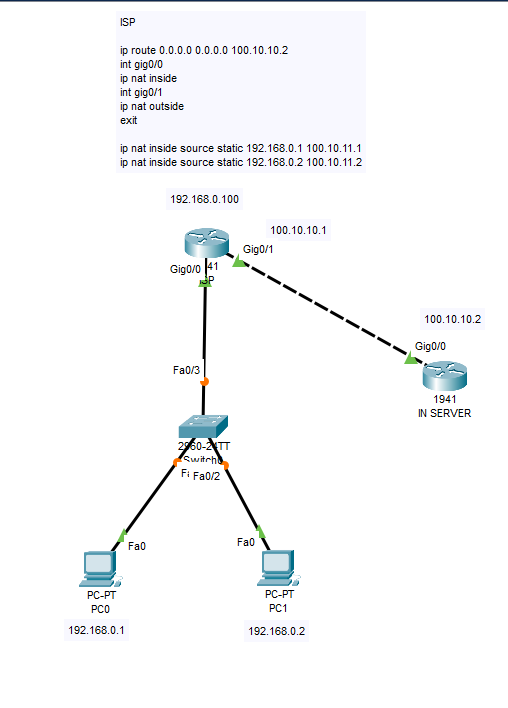 ISP
ip route 0.0.0.0 0.0.0.0 100.10.10.2
int gig0/0
ip nat inside
int gig0/1
ip nat outside
exit
ip nat inside source static 192.168.0.1 100.10.11.1
ip nat inside source static 192.168.0.2 100.10.11.2
192.168.0.100
100.10.10.1
Gig0/1
Gig0/0
41
100.10.10.2
Gig0/0
1941
IN SERVER
Fa0/3
2960-24TT
Switch0
Fa0/2
Fa0
Fa0
PC-PT
PC0
PC-PT
PC1
192.168.0.1
192.168.0.2